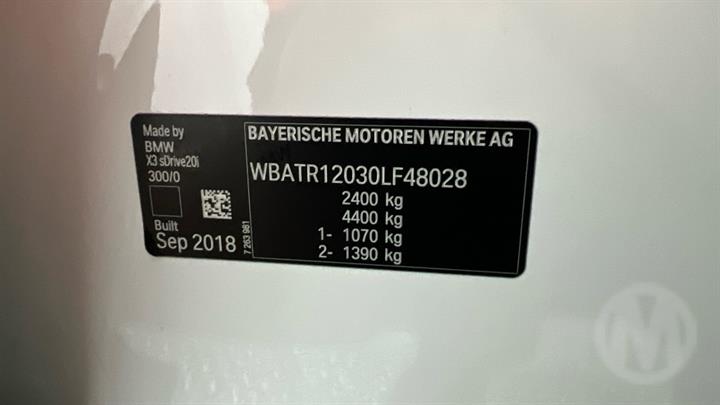 Made by
BMW
X3 sDrive20i
300/0
Built
Sep 2018
7 263 981
BAYERISCHE MOTOREN WERKE AG
WBATR12030LF48028
2400 kg
4400 kg
1- 1070 kg
2- 1390 kg
M